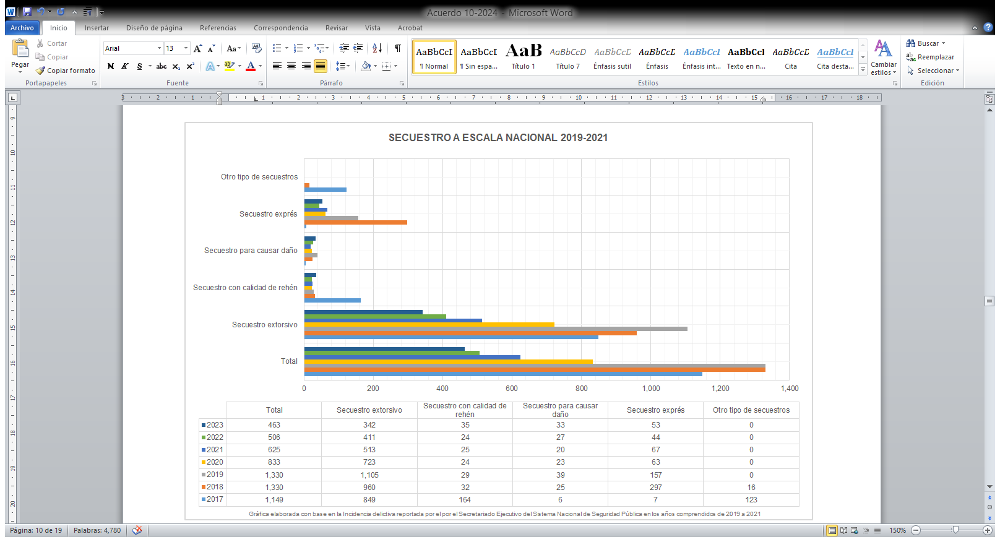 Acuerdo 10-2024 - Microsoft Word
Archivo Inicio Insertar Diseño de página Referencias Correspondencia Revisar Vista Acrobat
Pegar
Cortar
Copiar
Copiar formato
Portapapeles
Arial 13
N K S abc x₂ x²
Fuente
Párrafo
AaBbCcI AaBbCcI AaB AaBbCcD AaBbCcD AaBbCcD AaBbCcI AaBbCcI AaBbCcD AaBbCcI
¶ Normal ¶ Sin espa... Título 1 Título 7 Énfasis sutil Énfasis Énfasis int... Texto en n... Cita Cita desta...
Cambiar estilos
Estilos
Buscar
Reemplazar
Seleccionar
Edición
3 2 1 1 2 3 4 5 6 7 8 9 10 11 12 13 14 15 16 17 18
9
10
11
12
13
14
15
16
17
18
19
20
SECUESTRO A ESCALA NACIONAL 2019-2021
Otro tipo de secuestros
Secuestro exprés
Secuestro para causar daño
Secuestro con calidad de rehén
Secuestro extorsivo
Total
0 200 400 600 800 1,000 1,200 1,400
Total Secuestro extorsivo Secuestro con calidad de rehén Secuestro para causar daño Secuestro exprés Otro tipo de secuestros
2023 463 342 35 33 53 0
2022 506 411 24 27 44 0
2021 625 513 25 20 67 0
2020 833 723 24 23 63 0
2019 1,330 1,105 29 39 157 0
2018 1,330 960 32 25 297 16
2017 1,149 849 164 6 7 123
Gráfica elaborada con base en la Incidencia delictiva reportada por el por el Secretariado Ejecutivo del Sistema Nacional de Seguridad Pública en los años comprendidos de 2019 a 2021
Página: 10 de 19 Palabras: 4,780 150%